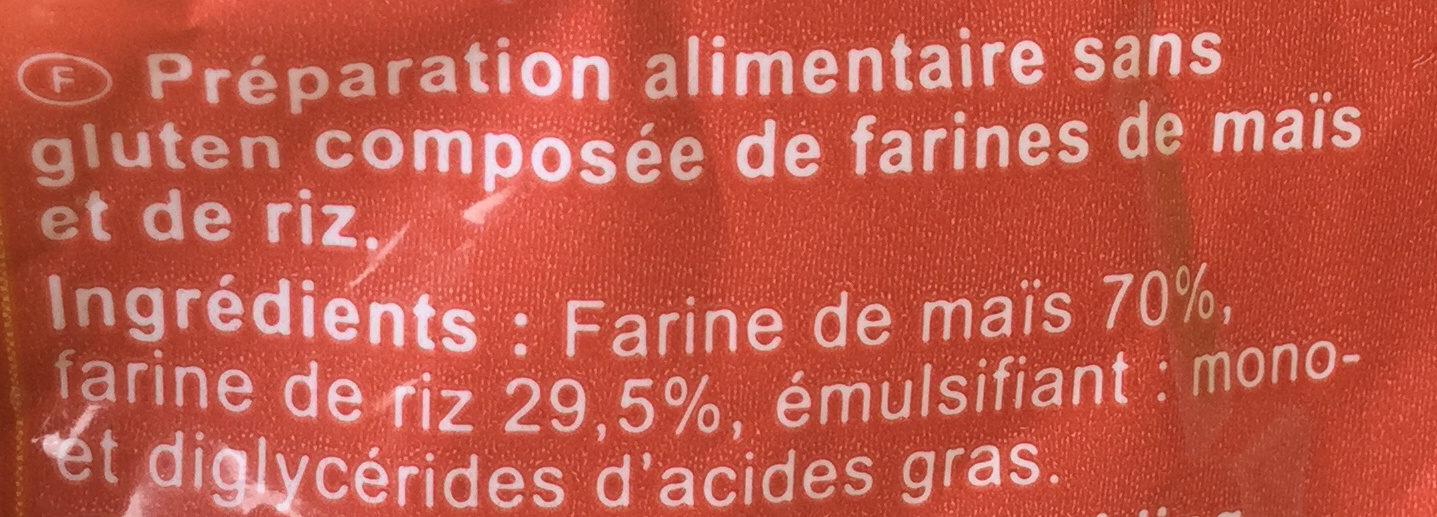 F Préparation alimentaire sans
gluten composée de farines de maïs
et de riz.
Ingrédients : Farine de maïs 70%,
farine de riz 29,5%, émulsifiant : mono-
et diglycérides d'acides gras.